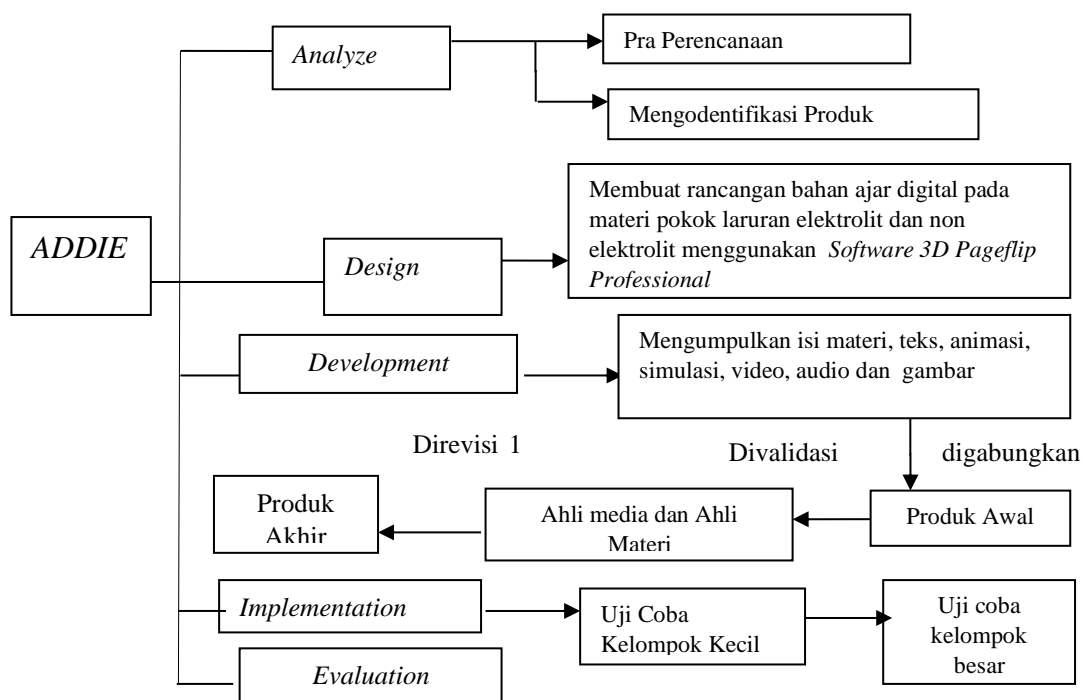 Analyze
Pra Perencanaan
Mengodentifikasi Produk
ADDIE
Design
Membuat rancangan bahan ajar digital pada
materi pokok laruran elektrolit dan non
elektrolit menggunakan Software 3D Pageflip
Professional
Development
Mengumpulkan isi materi, teks, animasi,
simulasi, video, audio dan gambar
Direvisi 1
Divalidasi
digabungkan
Produk
Akhir
Ahli media dan Ahli
Materi
Produk Awal
Implementation
Uji Coba
Kelompok Kecil
Uji coba
kelompok
besar
Evaluation